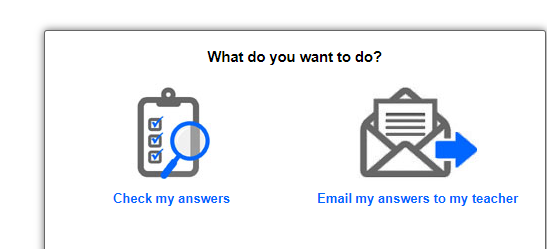 What do you want to do?
Check my answers
Email my answers to my teacher